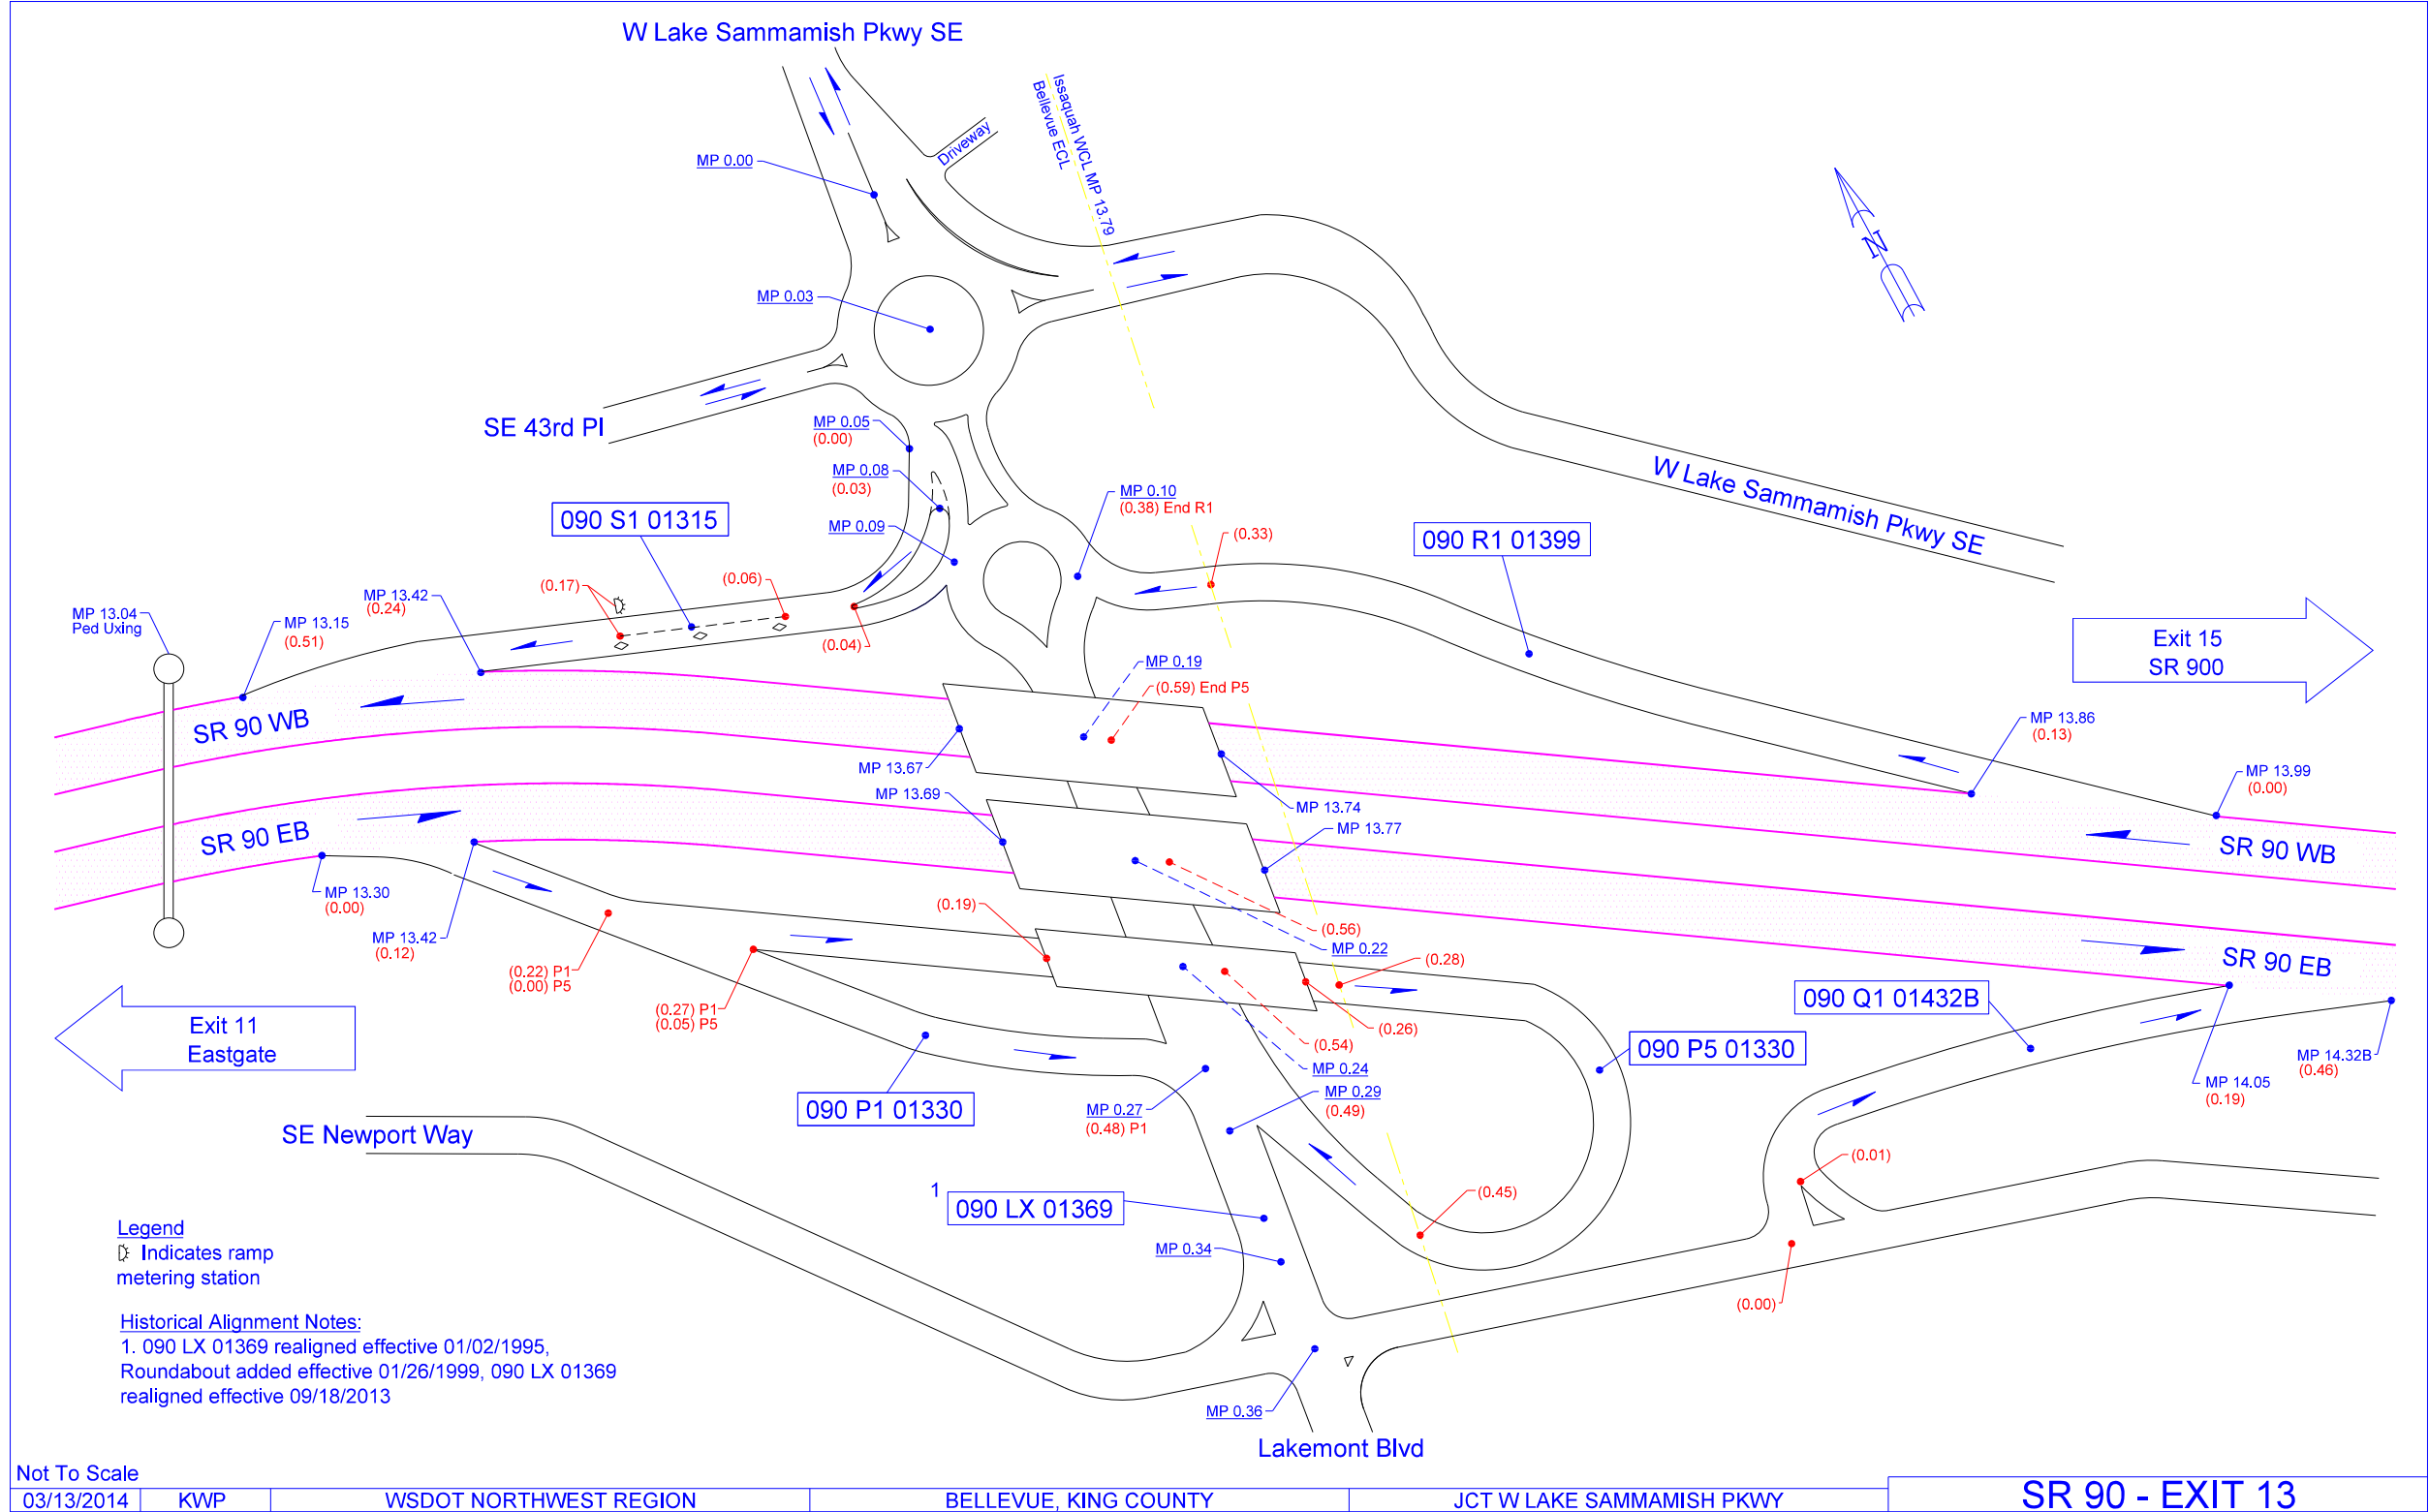 W Lake Sammamish Pkwy SE
Issaquah WCL MP 13.79
Bellevue ECL
Driveway
MP 0.00
N
MP 0.03
SE 43rd Pl
MP 0.05
(0.00)
MP 0.08
(0.03)
MP 0.09
MP 0.10
(0.38) End R1
(0.33)
W Lake Sammamish Pkwy SE
090 S1 01315
090 R1 01399
(0.17)
(0.06)
(0.04)
MP 13.04
Ped Uxing
MP 13.15
(0.51)
MP 13.42
(0.24)
MP 0.19
(0.59) End P5
Exit 15
SR 900
SR 90 WB
MP 13.67
MP 13.69
MP 13.74
MP 13.77
MP 13.86
(0.13)
MP 13.99
(0.00)
SR 90 WB
SR 90 EB
MP 13.30
(0.00)
MP 13.42
(0.12)
(0.19)
(0.22) P1
(0.00) P5
(0.27) P1
(0.05) P5
(0.56)
MP 0.22
(0.28)
(0.26)
(0.54)
MP 0.24
SR 90 EB
090 Q1 01432B
Exit 11
Eastgate
090 P1 01330
090 P5 01330
MP 0.29
(0.49)
MP 0.27
(0.48) P1
MP 14.32B
(0.46)
MP 14.05
(0.19)
SE Newport Way
(0.01)
(0.45)
1
090 LX 01369
MP 0.34
(0.00)
MP 0.36
Lakemont Blvd
Legend
Indicates ramp
metering station
Historical Alignment Notes:
1. 090 LX 01369 realigned effective 01/02/1995,
Roundabout added effective 01/26/1999, 090 LX 01369
realigned effective 09/18/2013
Not To Scale
03/13/2014
KWP
WSDOT NORTHWEST REGION
BELLEVUE, KING COUNTY
JCT W LAKE SAMMAMISH PKWY
SR 90 - EXIT 13